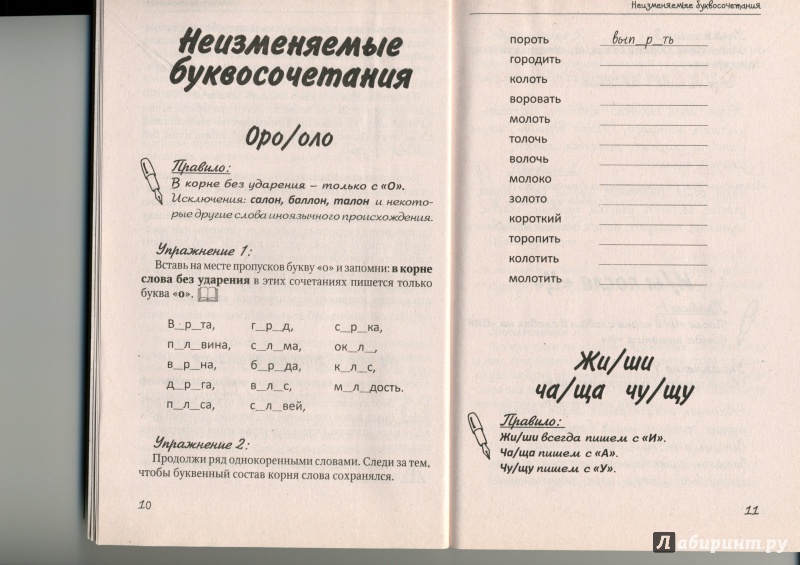 Неизменяемые
буквосочетания
Оро/оло
Правило:
В корне без ударения – только с «О».
Исключения: салон, баллон, талон и некото-
рые другие слова иноязычного происхождения.
Упражнение 1:
Вставь на месте пропусков букву «о» и запомни: в корне
слова без ударения в этих сочетаниях пишется только
буква «о».
В_р_та, г_р_д, с_р_ка,
п_л_вина, с_л_ма, ок_л_,
в_р_на, б_р_да, к_л_с,
д_р_га, в_л_с, м_л_дость.
п_л_са, с_л_вей,
Упражнение 2:
Продолжи ряд однокоренными словами. Следи за тем,
чтобы буквенный состав корня слова сохранялся.
10
Неизменяемые буквосочетания
пороть вып_р_ть
городить
колоть
воровать
молоть
толочь
волочь
молоко
золото
короткий
торопить
колотить
молотить
Жи/ши
ча/ща чу/щу
Правило:
Жи/ши всегда пишем с «И».
Ча/ща пишем с «А».
Чу/щу пишем с «У».
11
Лабиринт.ру